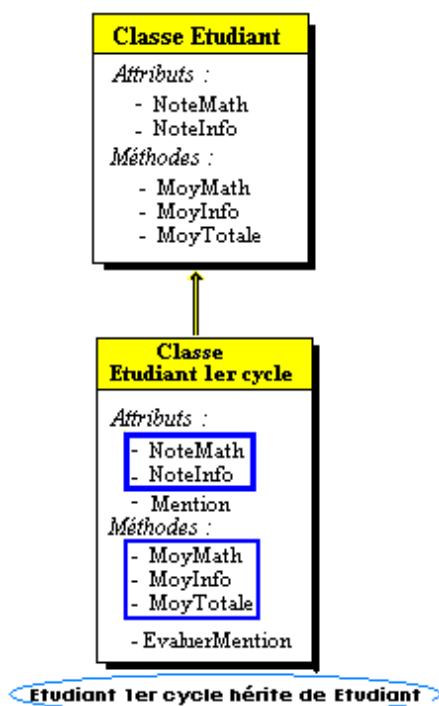 Classe Etudiant
Attributs :
- NoteMath
- NoteInfo
Méthodes :
- MoyMath
- MoyInfo
- MoyTotale
Classe
Etudiant 1er cycle
Attributs :
- NoteMath
- NoteInfo
- Mention
Méthodes :
- MoyMath
- MoyInfo
- MoyTotale
-EvaluerMention
Etudiant 1er cycle hérite de Etudiant